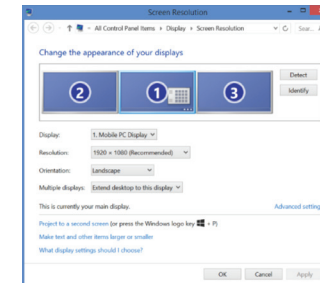 Screen Resolution
All Control Panel Items Display Screen Resolution
Change the appearance of your displays
2 1 3
Detect
Identify
Display: 1. Mobile PC Display
Resolution: 1920 × 1080 (Recommended)
Orientation: Landscape
Multiple displays: Extend desktop to this display
This is currently your main display.
Advanced setting
Project to a second screen (or press the Windows logo key + P)
Make text and other items larger or smaller
What display settings should I choose?
OK Cancel Apply